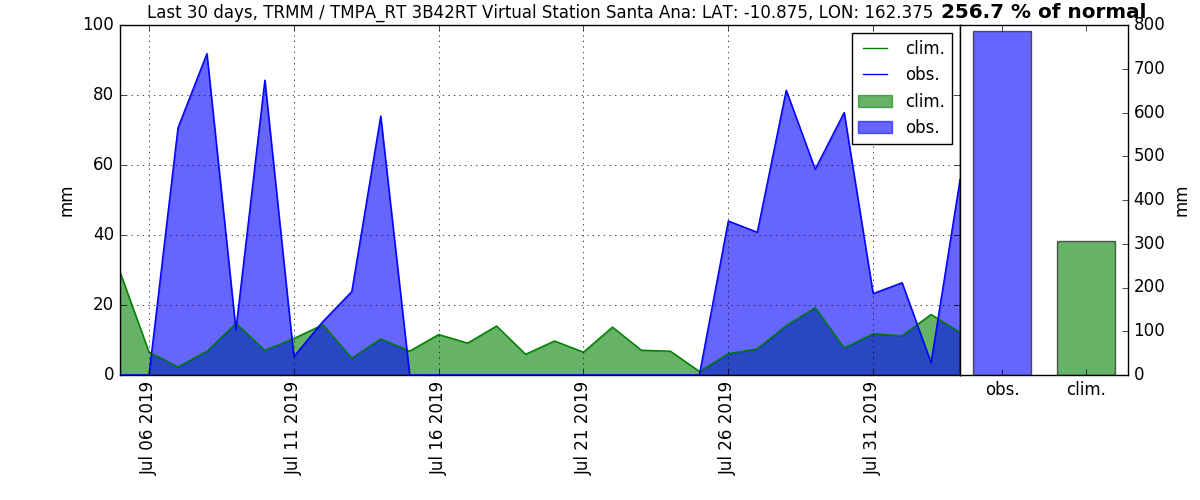 Last 30 days, TRMM / TMPA_RT 3B42RT Virtual Station Santa Ana: LAT: -10.875, LON: 162.375 256.7 % of normal
100
80
60
40
20
0
mm
clim.
obs.
clim.
obs.
800
700
600
500
400
300
200
100
0
mm
Jul 06 2019
Jul 11 2019
Jul 16 2019
Jul 21 2019
Jul 26 2019
Jul 31 2019
obs.
clim.